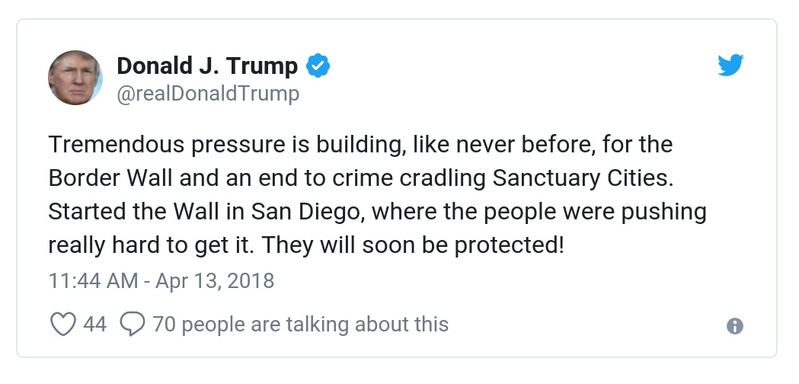 Donald J. Trump
@realDonaldTrump
Tremendous pressure is building, like never before, for the
Border Wall and an end to crime cradling Sanctuary Cities.
Started the Wall in San Diego, where the people were pushing
really hard to get it. They will soon be protected!
11:44 AM - Apr 13, 2018
44 70 people are talking about this